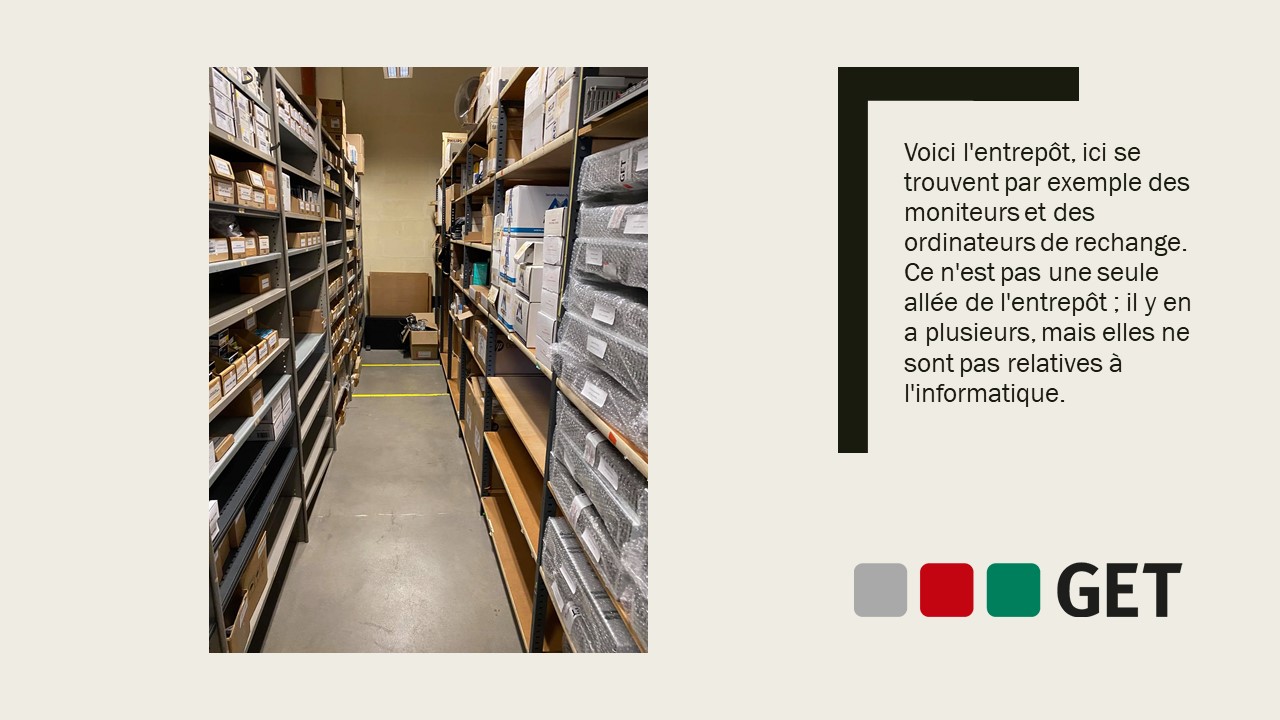 Voici l'entrepôt, ici se
trouvent par exemple des
moniteurs et des
ordinateurs de rechange.
Ce n'est pas une seule
allée de l'entrepôt ; il y en
a plusieurs, mais elles ne
sont pas relatives à
l'informatique.
GET